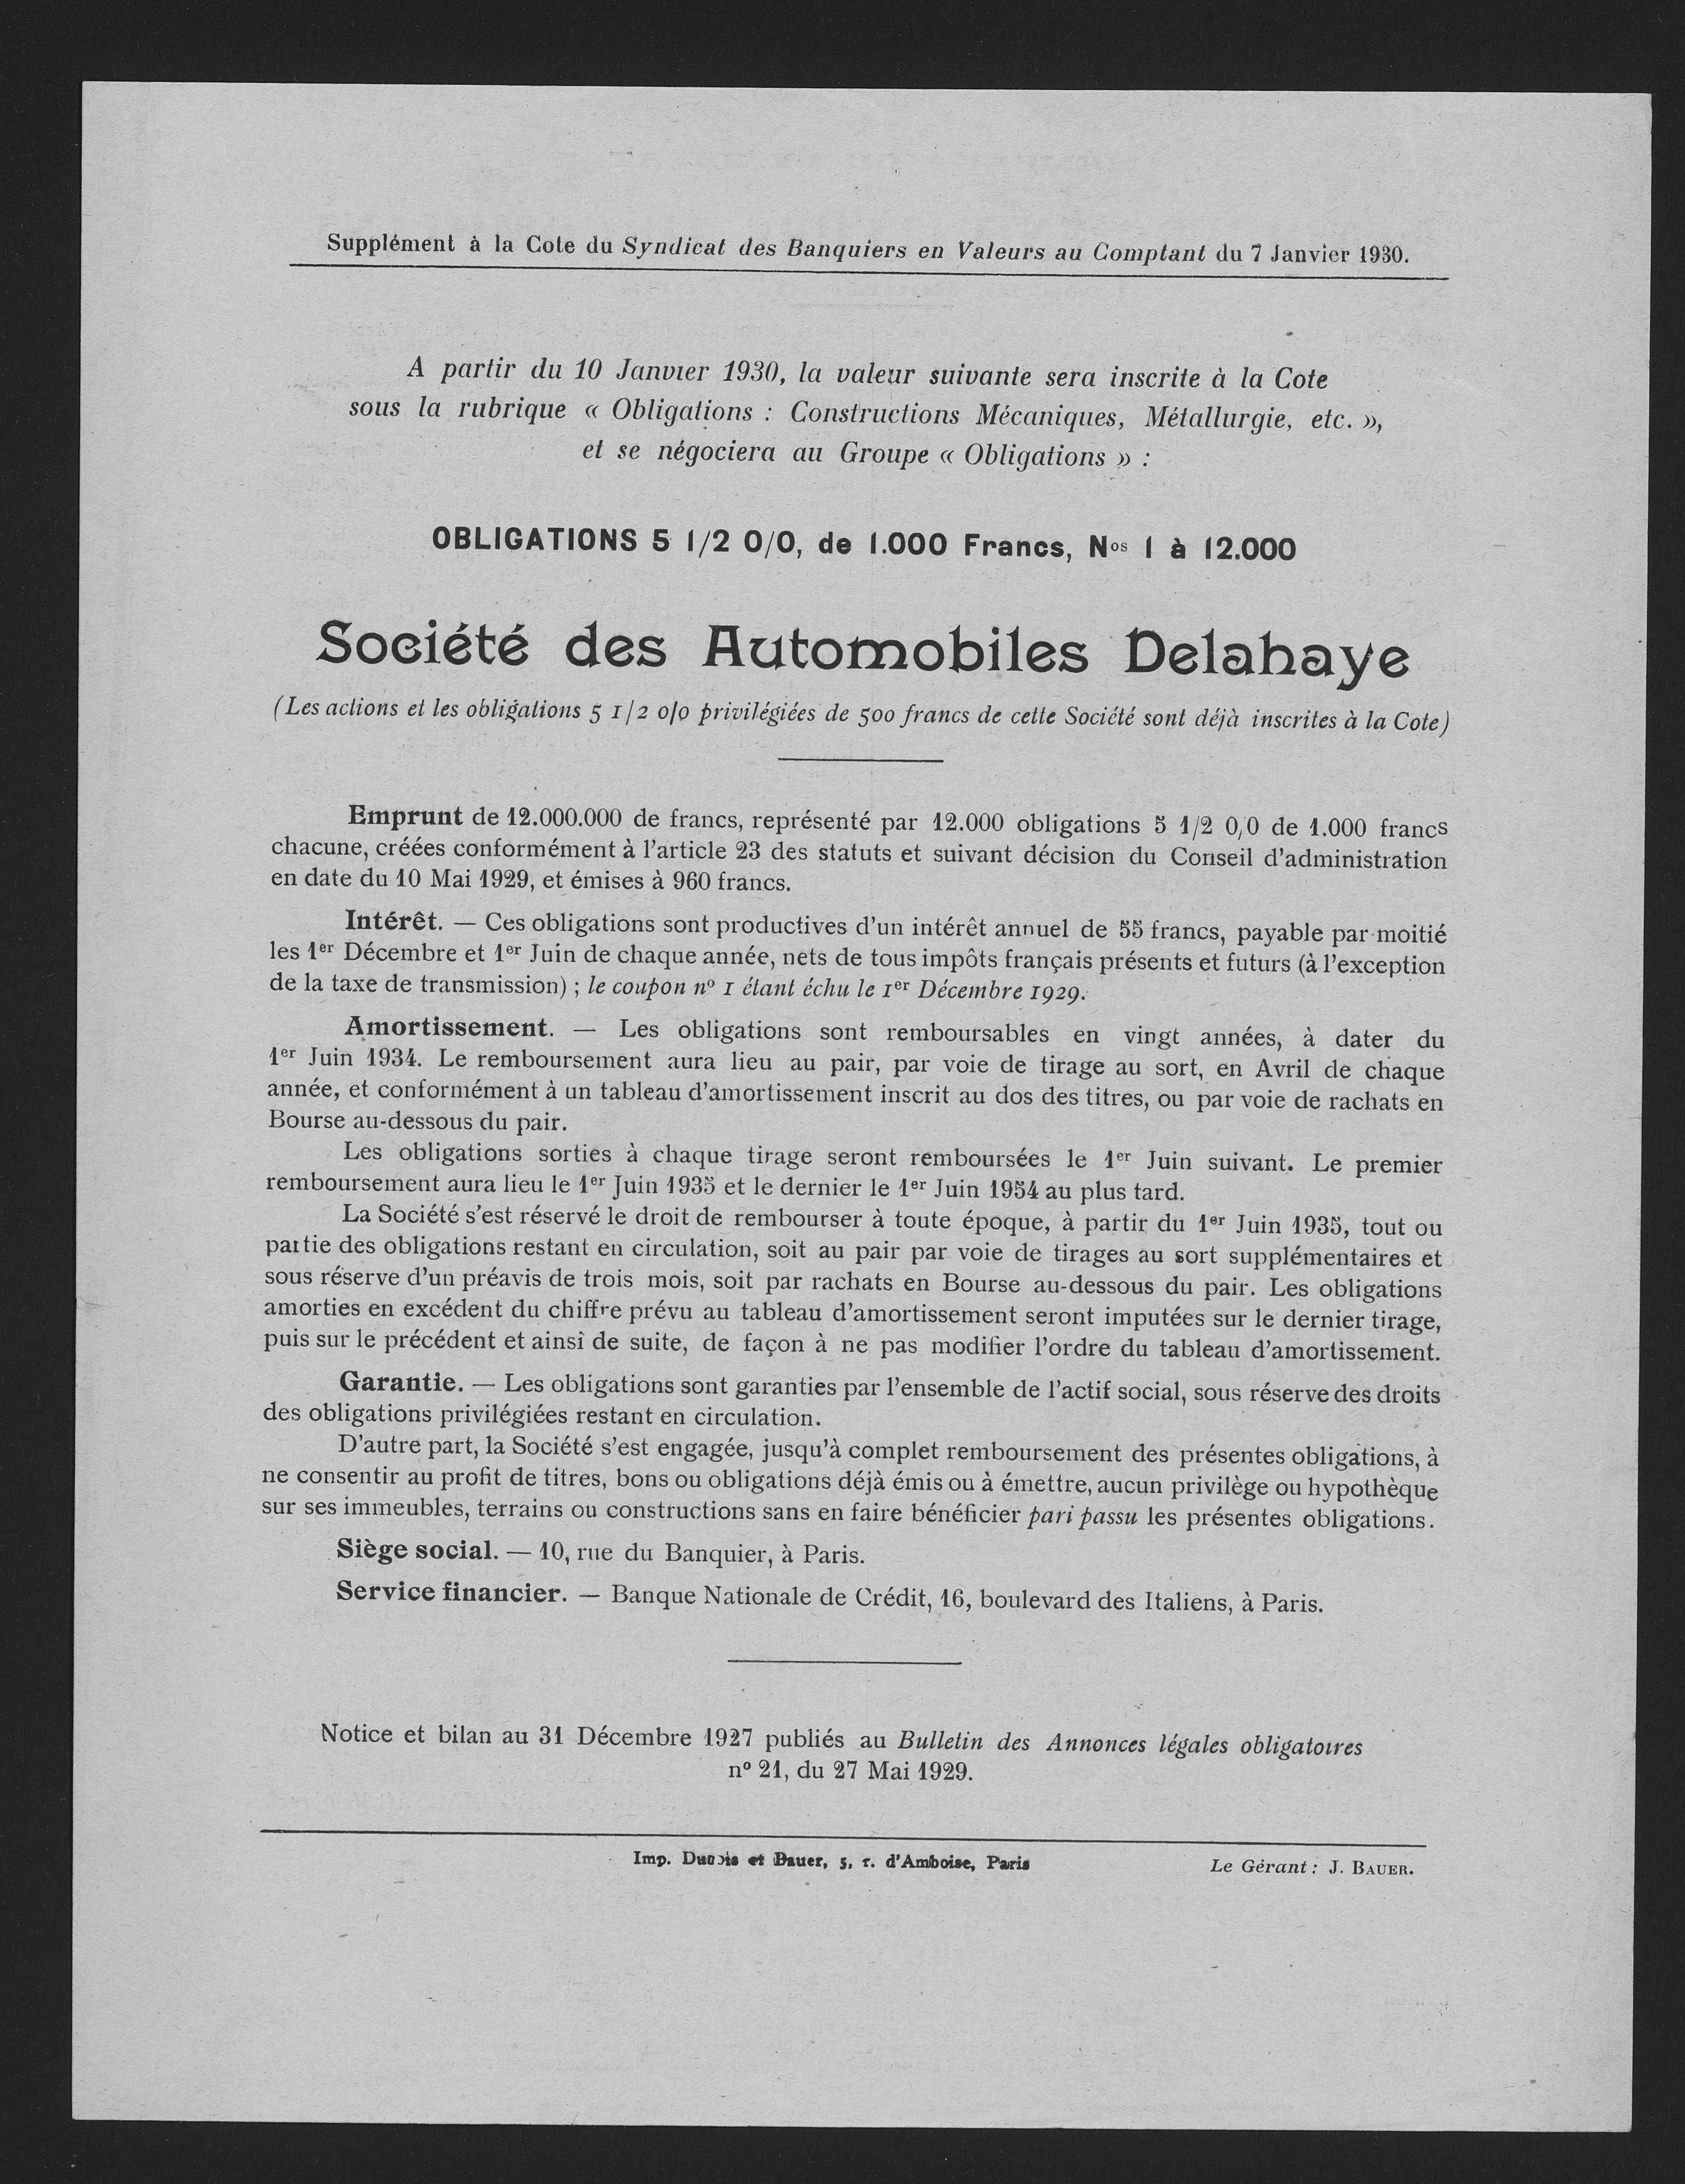 Supplément à la Cote du Syndicat des Banquiers en Valeurs au Comptant du 7 Janvier 1930.
A partir du 10 Janvier 1930, la valeur suivante sera inscrite à la Cote
sous la rubrique « Obligations : Constructions Mécaniques, Métallurgie, etc. »,
et se négociera au Groupe « Obligations » :
OBLIGATIONS 5 1/2 0/0, de 1.000 Francs, Nos 1 à 12.000
Société des Automobiles Delahaye
(Les actions et les obligations 5 1/2 o/o privilégiées de 500 francs de cette Société sont déjà inscrites à la Cote)
Emprunt de 12.000.000 de francs, représenté par 12.000 obligations 5 1/2 0/0 de 1.000 francs
chacune, créées conformément à l'article 23 des statuts et suivant décision du Conseil d'administration
en date du 10 Mai 1929, et émises à 960 francs.
Intérêt. — Ces obligations sont productives d'un intérêt annuel de 55 francs, payable par moitié
les 1er Décembre et 1er Juin de chaque année, nets de tous impôts français présents et futurs (à l'exception
de la taxe de transmission) ; le coupon nº 1 étant échu le 1er Décembre 1929.
Amortissement. — Les obligations sont remboursables en vingt années, à dater du
1er Juin 1934. Le remboursement aura lieu au pair, par voie de tirage au sort, en Avril de chaque
année, et conformément à un tableau d'amortissement inscrit au dos des titres, ou par voie de rachats en
Bourse au-dessous du pair.
Les obligations sorties à chaque tirage seront remboursées le 1er Juin suivant. Le premier
remboursement aura lieu le 1er Juin 1935 et le dernier le 1er Juin 1954 au plus tard.
La Société s'est réservé le droit de rembourser à toute époque, à partir du 1er Juin 1935, tout ou
partie des obligations restant en circulation, soit au pair par voie de tirages au sort supplémentaires et
sous réserve d'un préavis de trois mois, soit par rachats en Bourse au-dessous du pair. Les obligations
amorties en excédent du chiffre prévu au tableau d'amortissement seront imputées sur le dernier tirage,
puis sur le précédent et ainsi de suite, de façon à ne pas modifier l'ordre du tableau d'amortissement.
Garantie. — Les obligations sont garanties par l'ensemble de l'actif social, sous réserve des droits
des obligations privilégiées restant en circulation.
D'autre part, la Société s'est engagée, jusqu'à complet remboursement des présentes obligations, à
ne consentir au profit de titres, bons ou obligations déjà émis ou à émettre, aucun privilège ou hypothèque
sur ses immeubles, terrains ou constructions sans en faire bénéficier pari passu les présentes obligations.
Siège social. — 10, rue du Banquier, à Paris.
Service financier. — Banque Nationale de Crédit, 16, boulevard des Italiens, à Paris.
Notice et bilan au 31 Décembre 1927 publiés au Bulletin des Annonces légales obligatoires
nº 21, du 27 Mai 1929.
Imp. Dubois et Bauer, 5, r. d'Amboise, Paris
Le Gérant : J. BAUER.